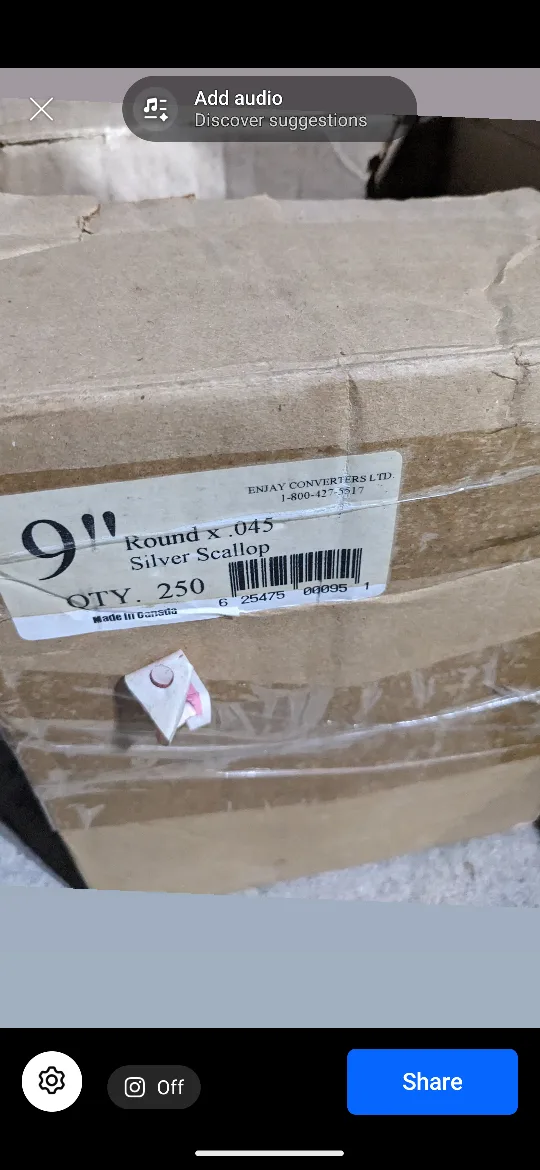 Add audio
Discover suggestions
ENJAY CONVERTERS LTD.
1-800-427-5517
9"
Round x .045
Silver Scallop
QTY. 250
6 25475 00095 1
Made in Canada
Off
Share